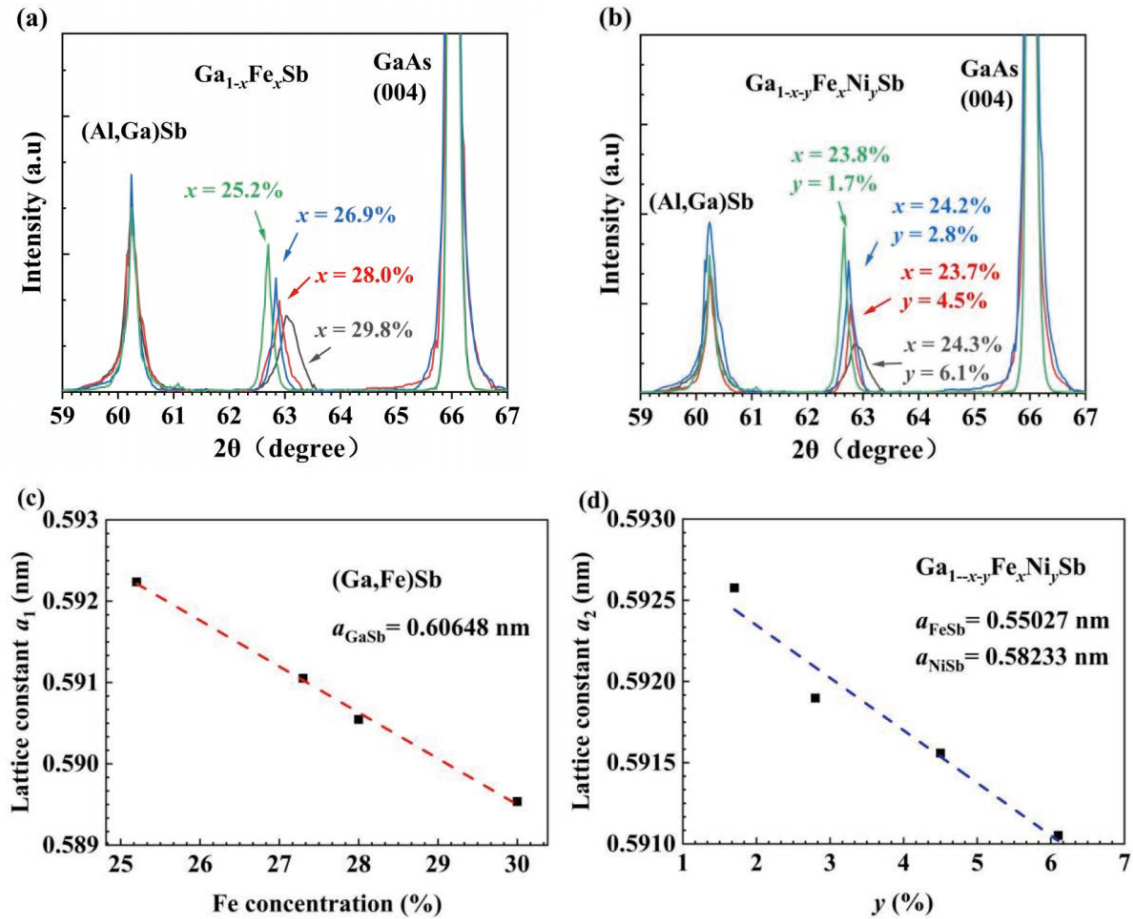 (a)
Ga1-xFexSb
GaAs
(004)
(Al,Ga)Sb
x = 25.2%
x = 26.9%
x = 28.0%
x = 29.8%
Intensity (a.u)
59 60 61 62 63 64 65 66 67
2θ（degree）
(b)
Ga1-x-yFexNiySb
GaAs
(004)
(Al,Ga)Sb
x = 23.8%
y = 1.7%
x = 24.2%
y = 2.8%
x = 23.7%
y = 4.5%
x = 24.3%
y = 6.1%
Intensity (a.u)
59 60 61 62 63 64 65 66 67
2θ（degree）
(c)
0.593
0.592
0.591
0.590
0.589
Lattice constant a1 (nm)
(Ga,Fe)Sb
aGaSb= 0.60648 nm
25 26 27 28 29 30
Fe concentration (%)
(d)
0.5930
0.5925
0.5920
0.5915
0.5910
Lattice constant a2 (nm)
Ga1--x-yFexNiySb
aFeSb= 0.55027 nm
aNiSb= 0.58233 nm
1 2 3 4 5 6 7
y (%)